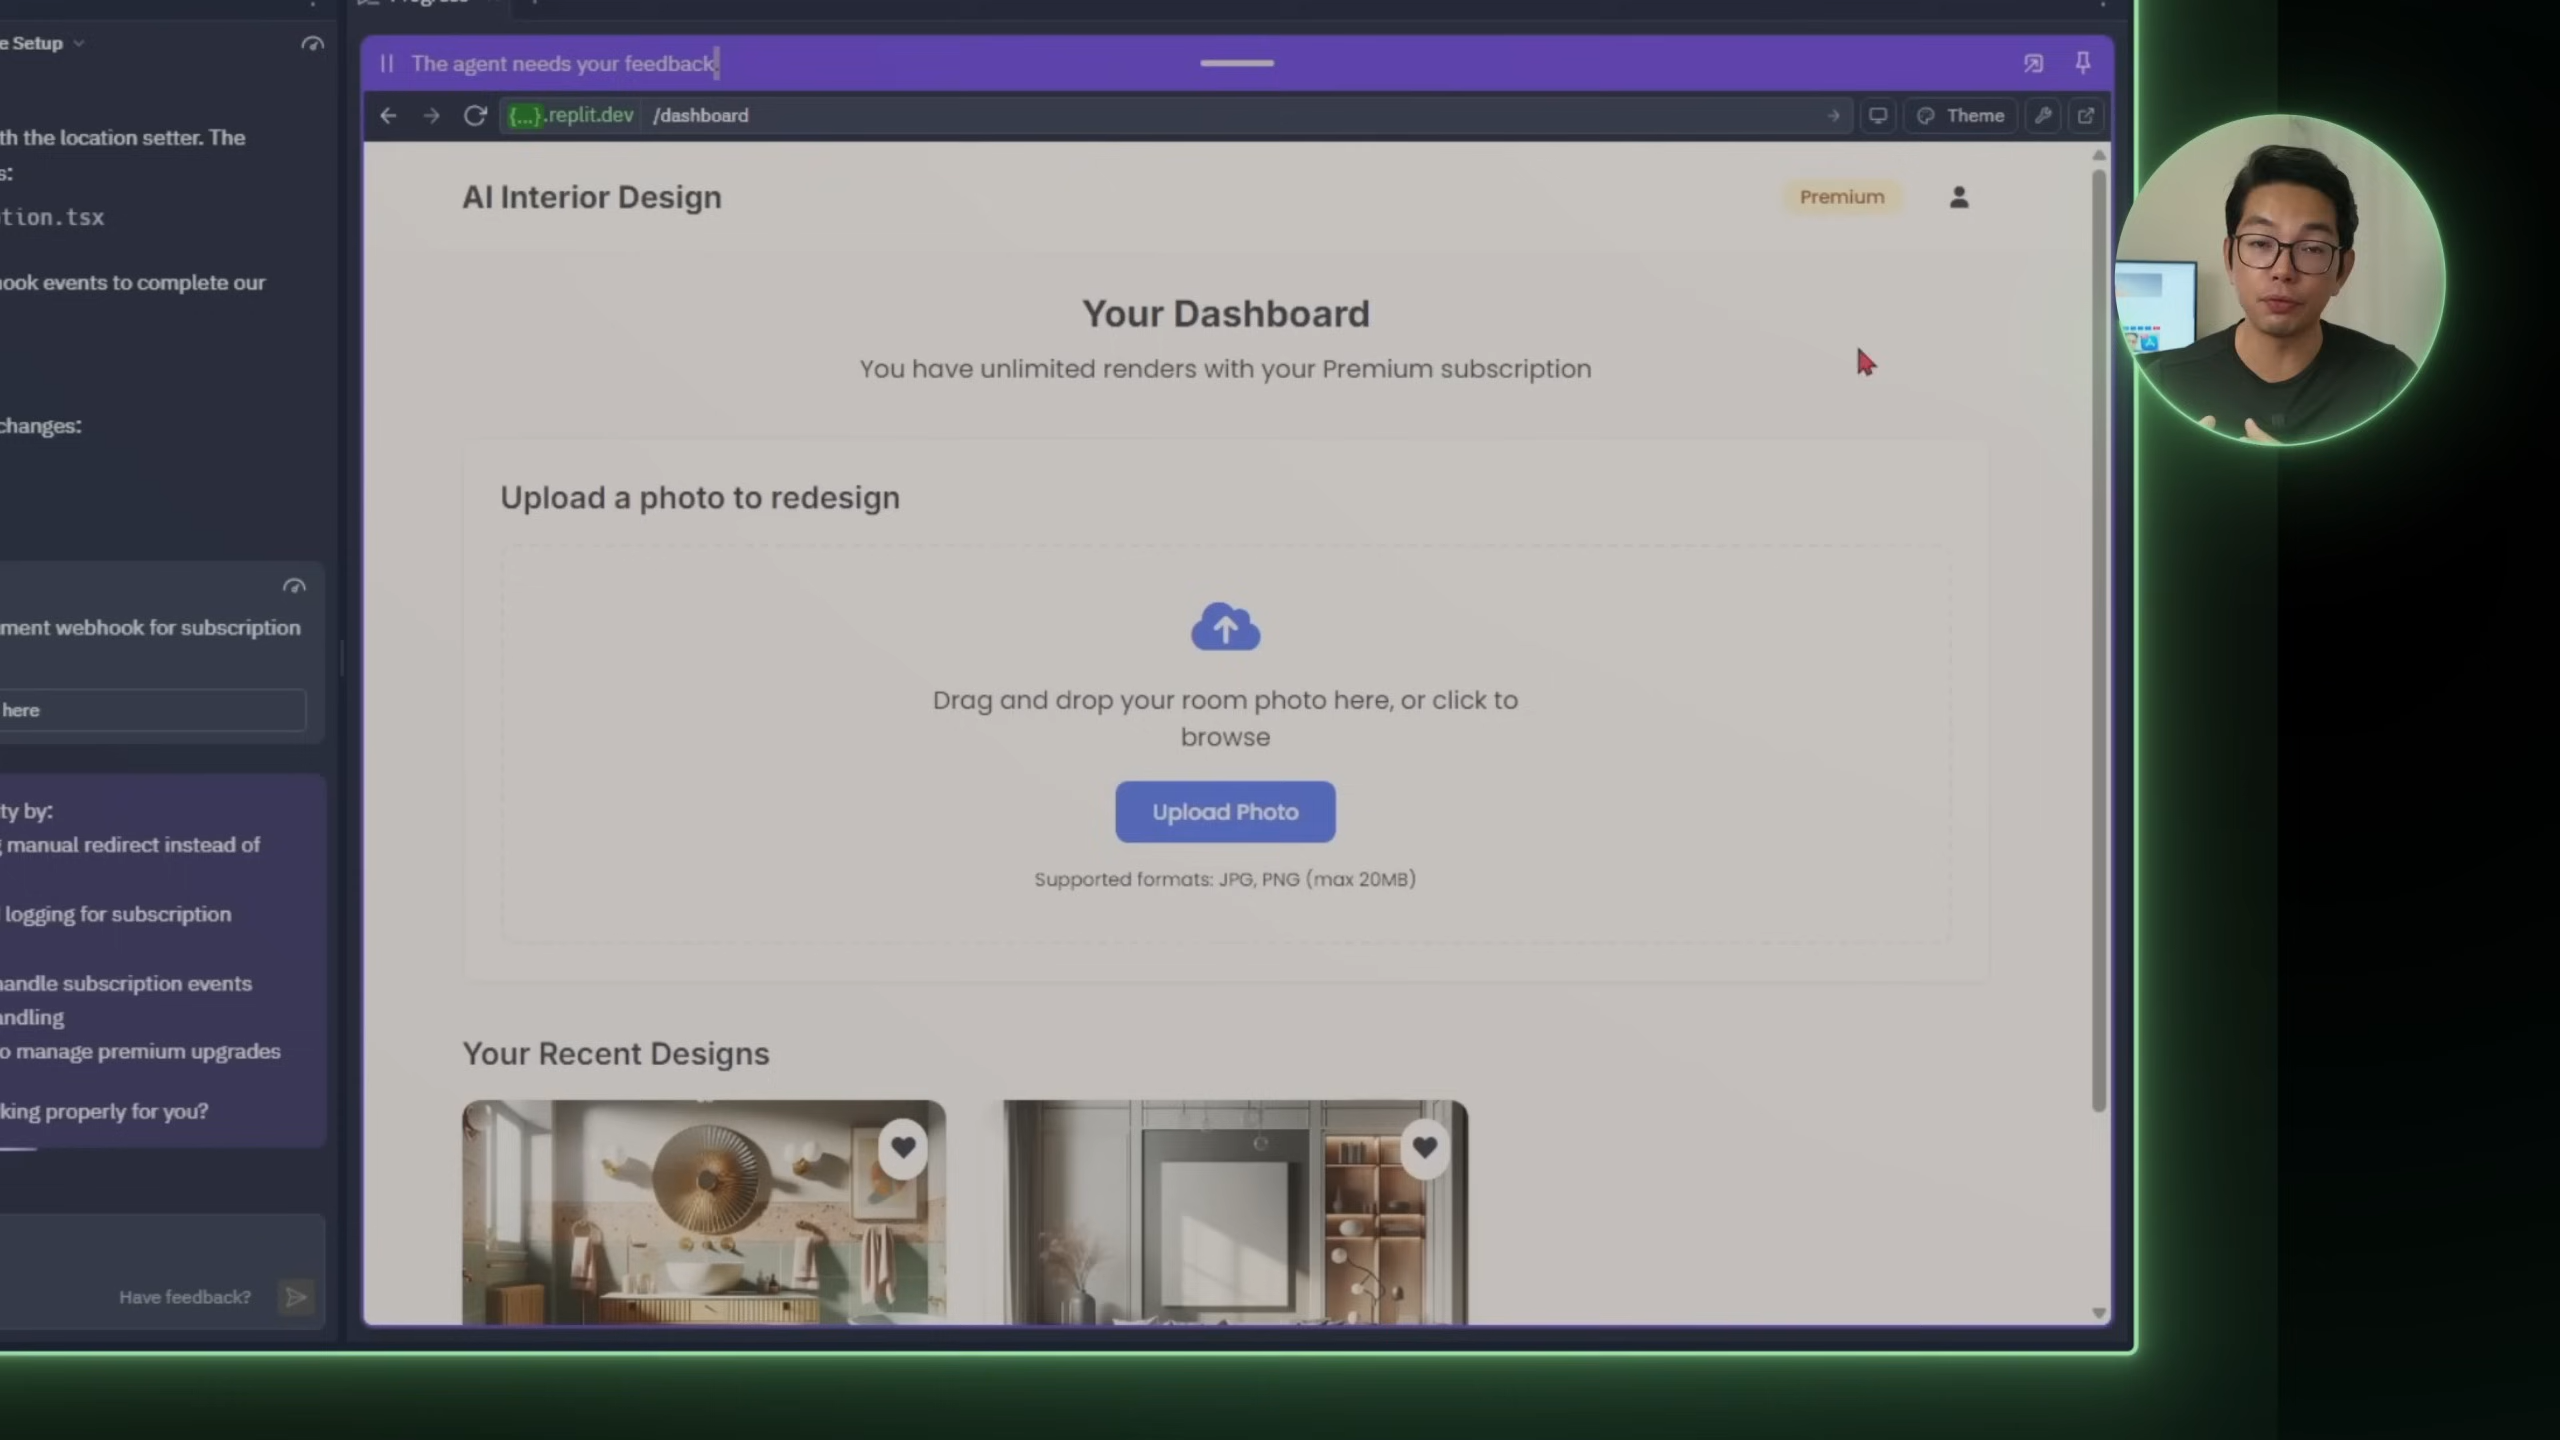 e Setup
th the location setter. The
s:
tion.tsx
nook events to complete our
changes:
ment webhook for subscription
here
ty by:
g manual redirect instead of
logging for subscription
handle subscription events
andling
o manage premium upgrades
king properly for you?
Have feedback?
The agent needs your feedback
{...}.replit.dev /dashboard
Theme
AI Interior Design
Premium
Your Dashboard
You have unlimited renders with your Premium subscription
Upload a photo to redesign
Drag and drop your room photo here, or click to
browse
Upload Photo
Supported formats: JPG, PNG (max 20MB)
Your Recent Designs